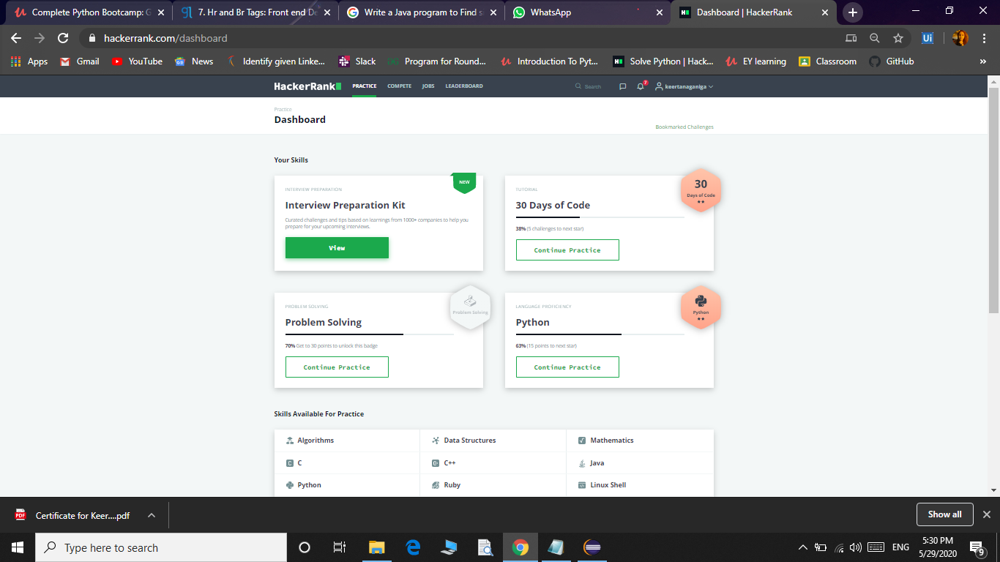 Complete Python Bootcamp: G
7. Hr and Br Tags: Front end De
Write a Java program to Find s
WhatsApp
Dashboard | HackerRank
hackerrank.com/dashboard
Apps
Gmail
YouTube
News
Identify given Linke...
Slack
Program for Round...
Introduction To Pyt...
Solve Python | Hack...
EY learning
Classroom
GitHub
HackerRank
PRACTICE
COMPETE
JOBS
LEADERBOARD
Search
7
keertanaganiga
Practice
Dashboard
Bookmarked Challenges
Your Skills
INTERVIEW PREPARATION
NEW
Interview Preparation Kit
Curated challenges and tips based on learnings from 1000+ companies to help you
prepare for your upcoming interviews.
View
TUTORIAL
30
Days of Code
30 Days of Code
38% (5 challenges to next star)
Continue Practice
PROBLEM SOLVING
Problem Solving
Problem Solving
70% Get to 30 points to unlock this badge
Continue Practice
LANGUAGE PROFICIENCY
Python
Python
63% (15 points to next star)
Continue Practice
Skills Available For Practice
Algorithms
Data Structures
Mathematics
C
C++
Java
Python
Ruby
Linux Shell
PDF
Certificate for Keer....pdf
Show all
Type here to search
ENG
5:30 PM
5/29/2020
9